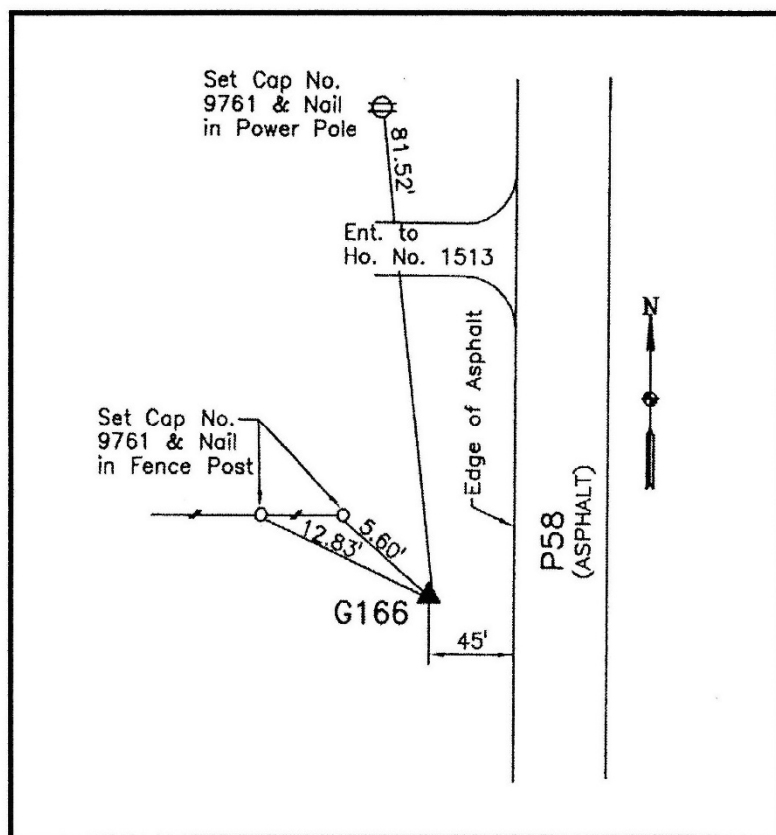 Set Cap No.
9761 & Nail
in Power Pole
81.52'
Ent. to
Ho. No. 1513
N
Edge of Asphalt
Set Cap No.
9761 & Nail
in Fence Post
5.60'
12.83'
P58
(ASPHALT)
G166
45'